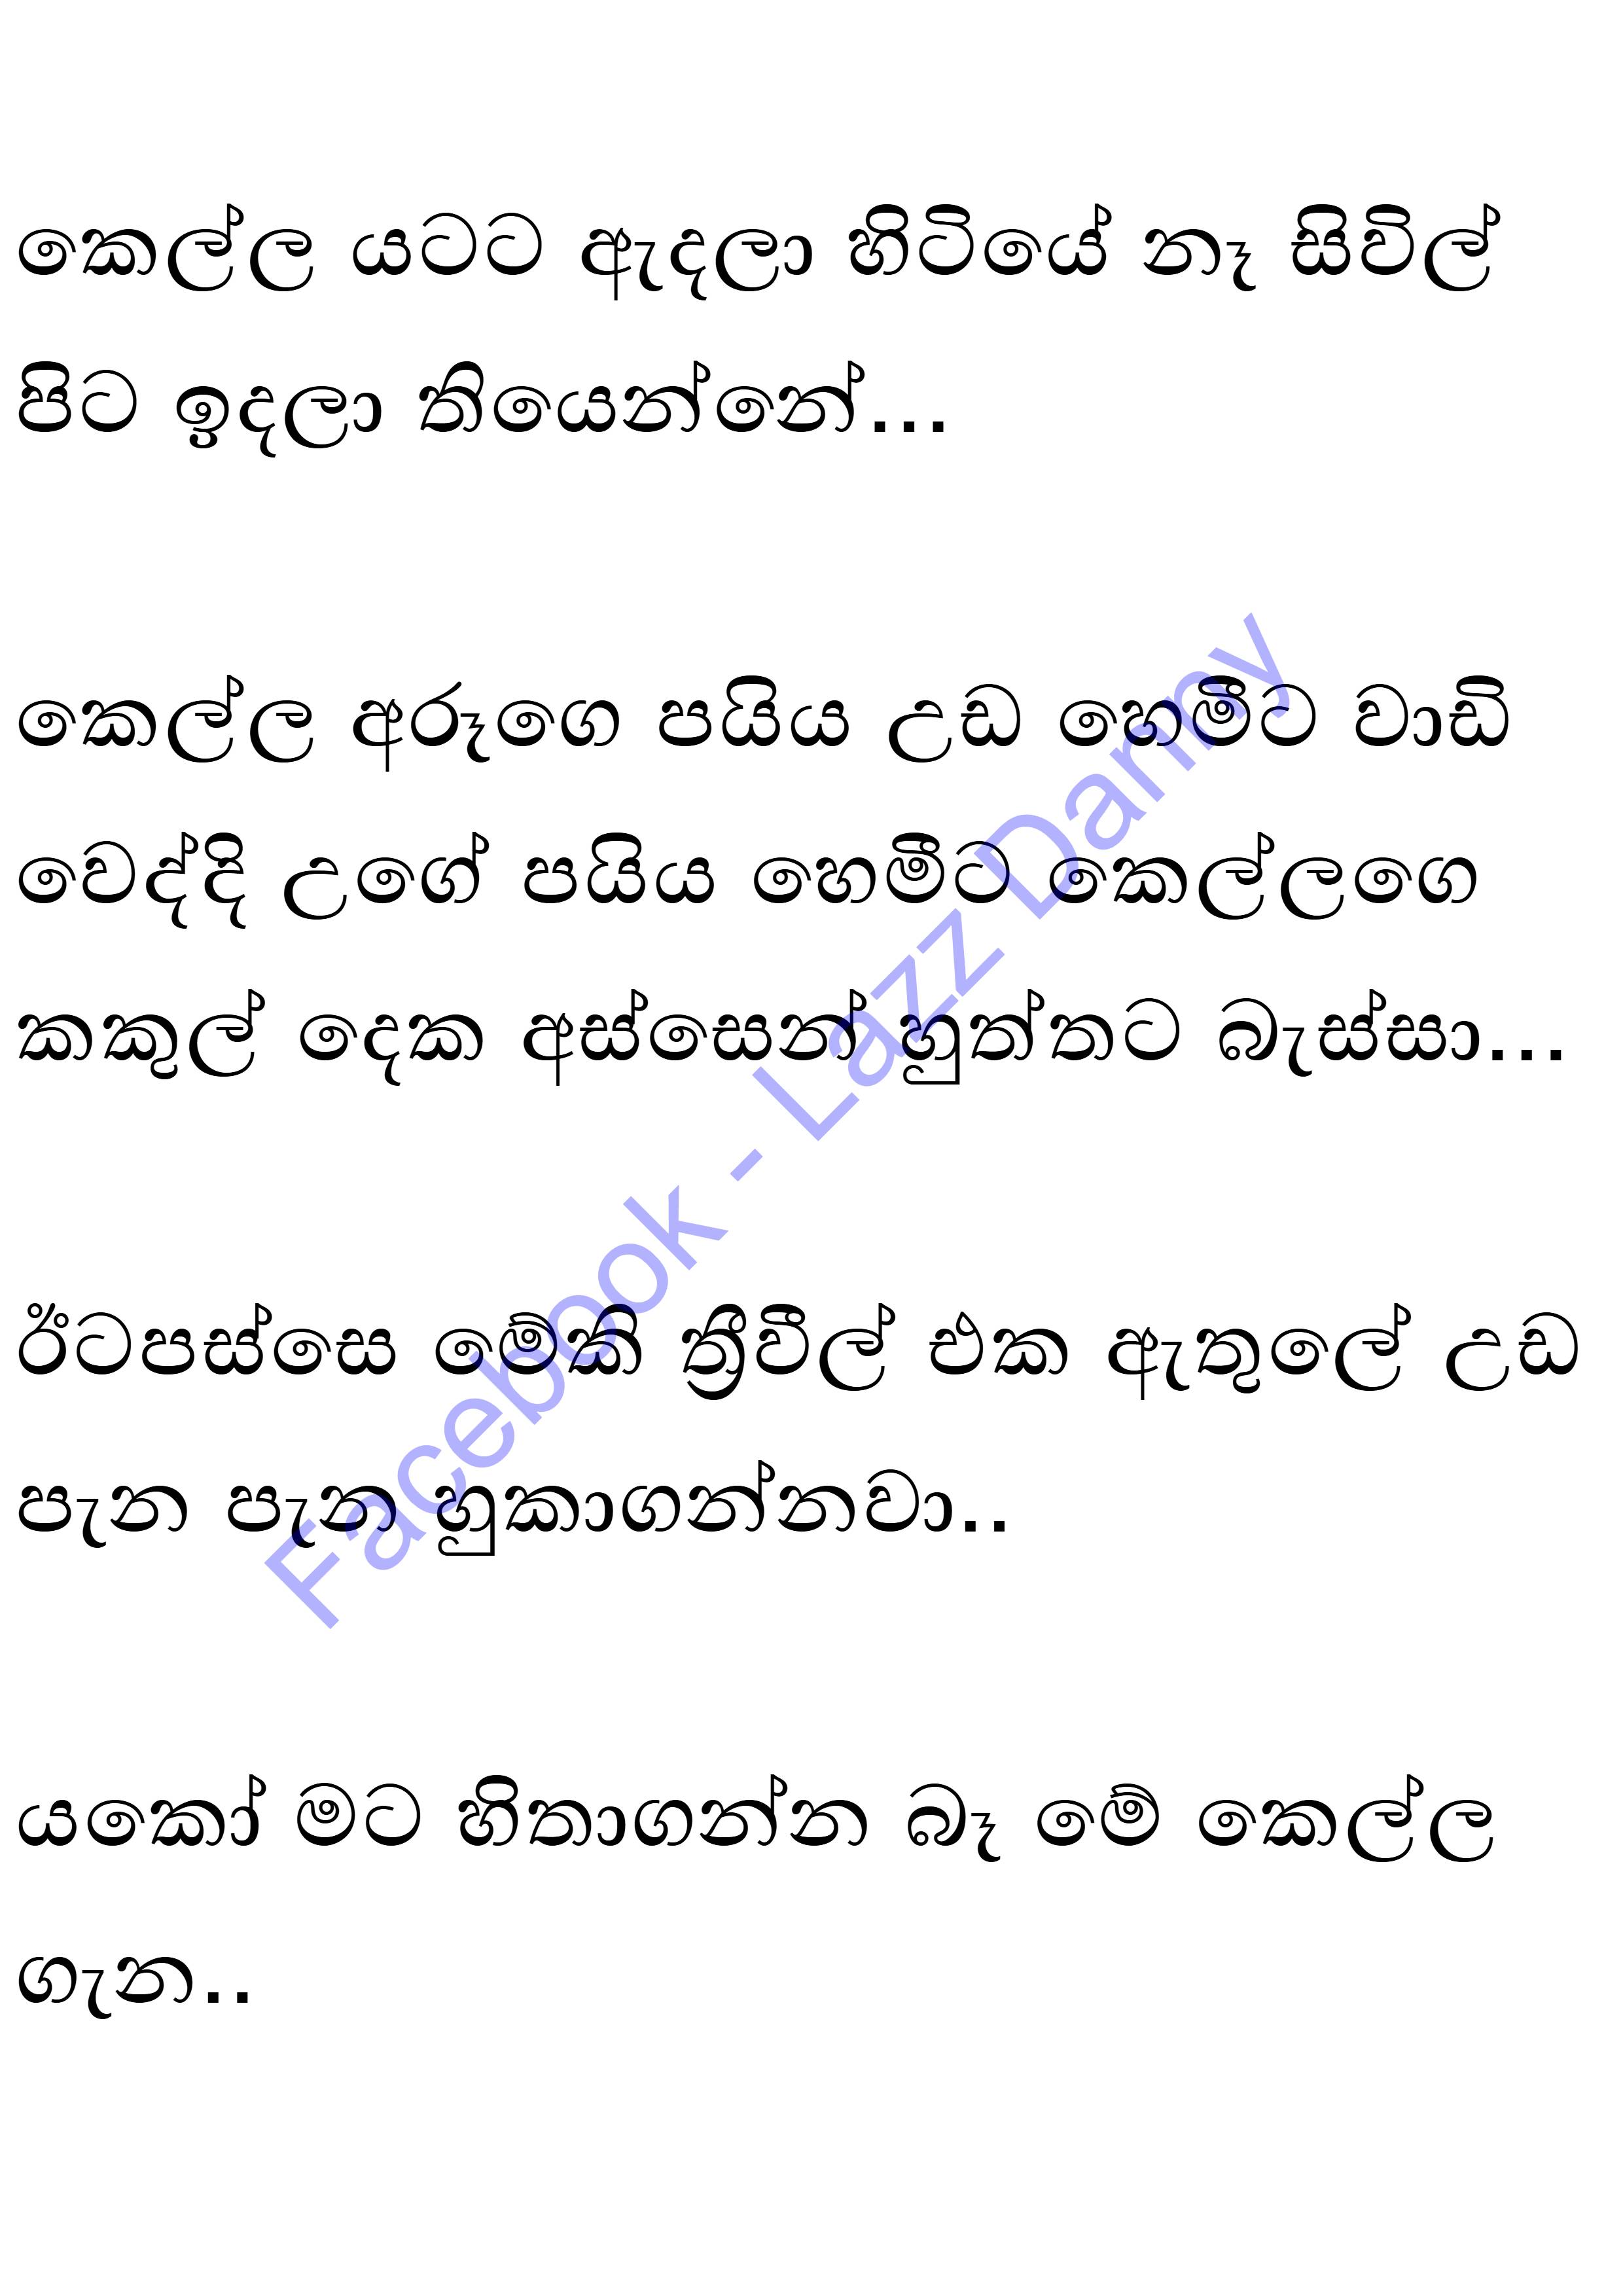 කෙල්ල යටට ඇදලා හිටියේ නෑ සිවිල්
පිට ඉදලා තියෙන්නේ...
කෙල්ල අරූගෙ පයිය උඩ හෙමීට වාඩි
වෙද්දි උගේ පයිය හෙමීට කෙල්ලගෙ
කකුල් දෙක අස්සෙන් හුත්තට බැස්සා...
ඊටපස්සෙ මේකි ත්‍රීවීල් එක ඇතුලේ උඩ
පැන පැන හුකාගන්නවා..
යකෝ මට හිතාගන්න බෑ මේ කෙල්ල
ගැන..
Facebook - Lazz Danny